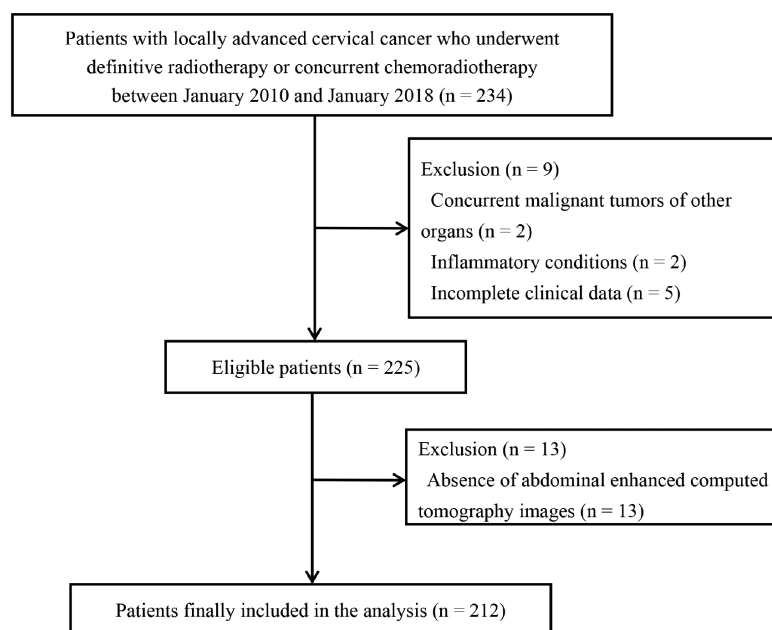 Patients with locally advanced cervical cancer who underwent
definitive radiotherapy or concurrent chemoradiotherapy
between January 2010 and January 2018 (n = 234)
Exclusion (n = 9)
Concurrent malignant tumors of other
organs (n = 2)
Inflammatory conditions (n = 2)
Incomplete clinical data (n = 5)
Eligible patients (n = 225)
Exclusion (n = 13)
Absence of abdominal enhanced computed
tomography images (n = 13)
Patients finally included in the analysis (n = 212)